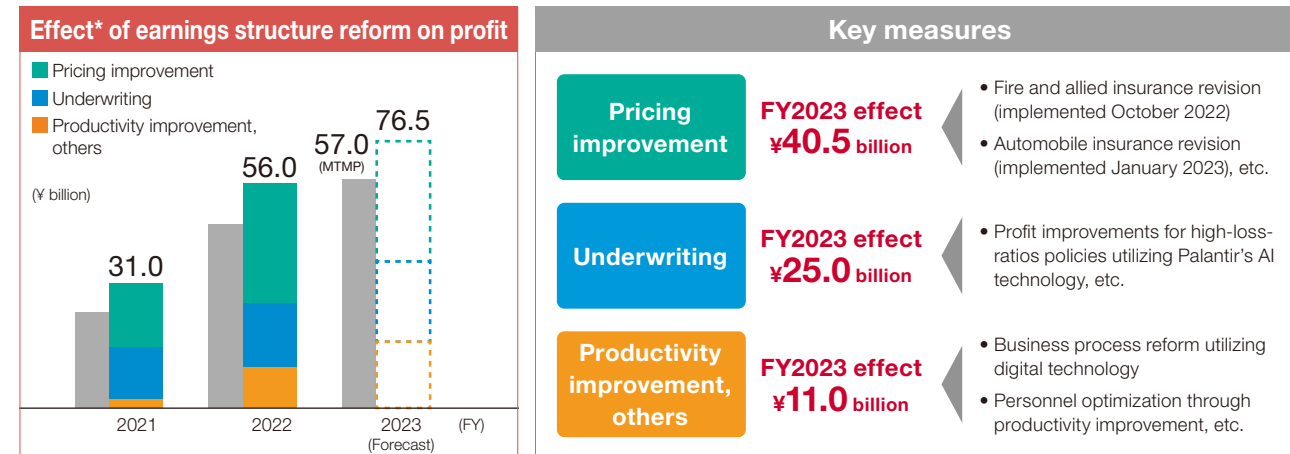 Effect* of earnings structure reform on profit
Pricing improvement
Underwriting
Productivity improvement,
others
(¥ billion)
31.0
56.0
57.0
(MTMP)
76.5
2021
2022
2023
(Forecast)
(FY)
Key measures
Pricing
improvement
FY2023 effect
¥40.5 billion
• Fire and allied insurance revision
(implemented October 2022)
• Automobile insurance revision
(implemented January 2023), etc.
Underwriting
FY2023 effect
¥25.0 billion
• Profit improvements for high-loss-
ratios policies utilizing Palantir's AI
technology, etc.
Productivity
improvement,
others
FY2023 effect
¥11.0 billion
• Business process reform utilizing
digital technology
• Personnel optimization through
productivity improvement, etc.